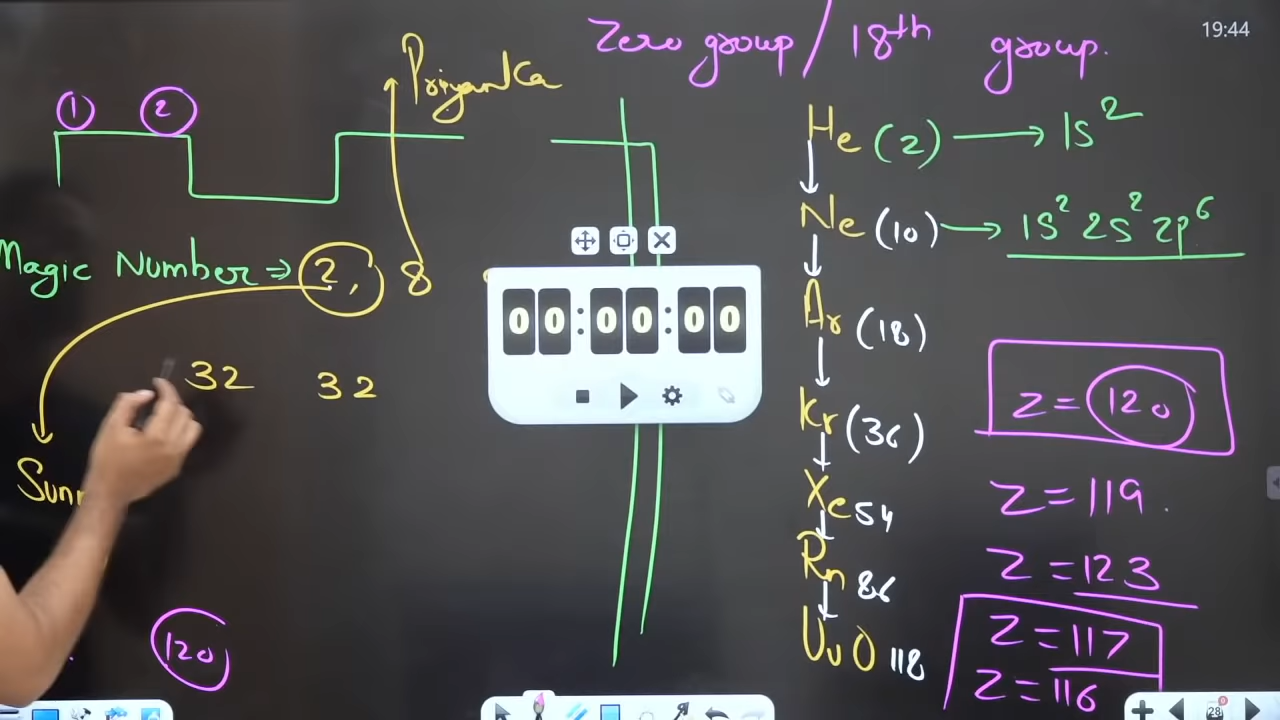 Zero group / 18th group.
19:44
Priyanka
1 2
He (2) → 1s²
Ne (10) → 1s² 2s² 2p⁶
Magic Number ⇒ 2, 8
00:00:00
Ar (18)
32 32
Kr (36)
Z = 120
Xe 54
Z = 119
Rn 86
Z = 123
UuO 118
Z = 117
Z = 116
120
28